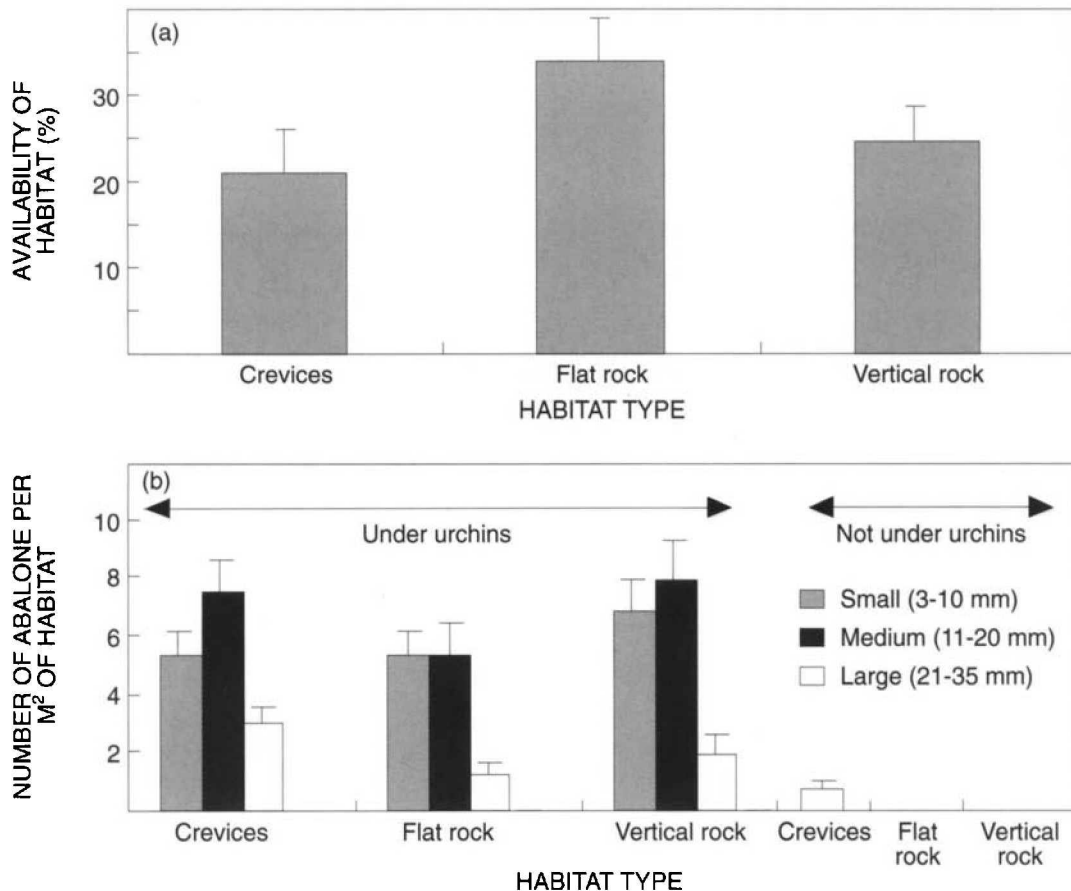 (a)
AVAILABILITY OF
HABITAT (%)
30
20
10
Crevices
Flat rock
Vertical rock
HABITAT TYPE
(b)
NUMBER OF ABALONE PER
M² OF HABITAT
10
8
6
4
2
Under urchins
Not under urchins
Small (3-10 mm)
Medium (11-20 mm)
Large (21-35 mm)
Crevices
Flat rock
Vertical rock
Crevices
Flat
rock
Vertical
rock
HABITAT TYPE